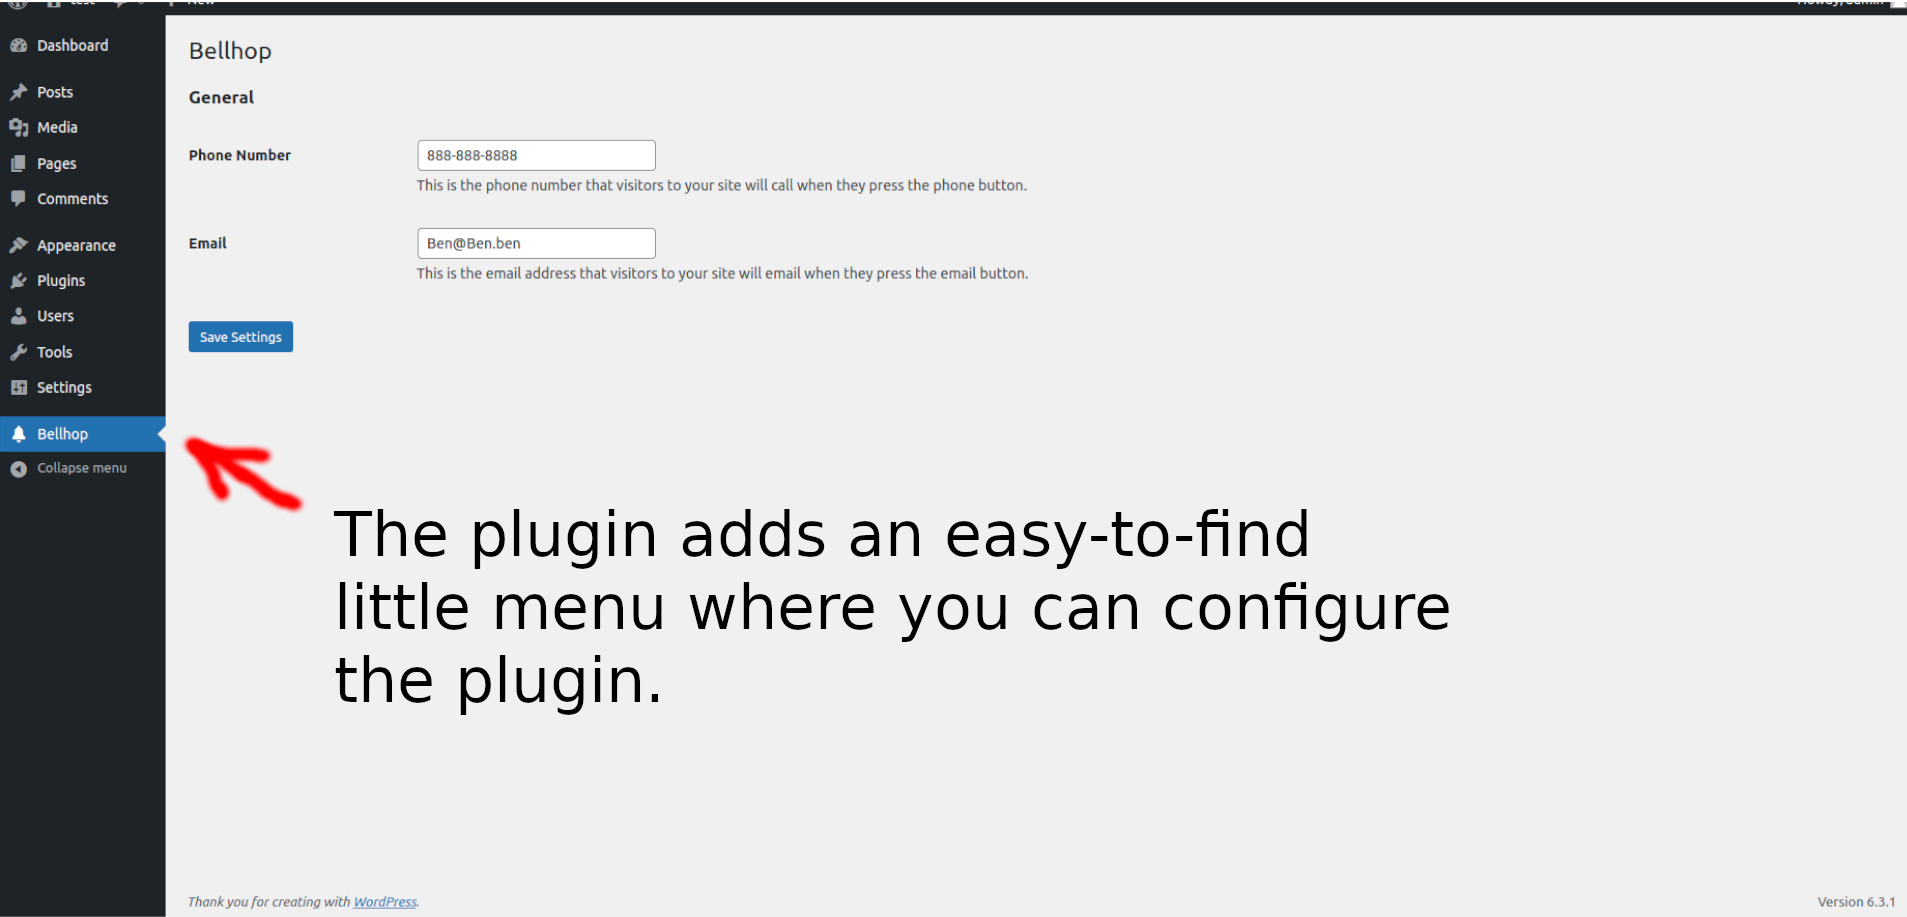 test
New
Howdy, admin
Dashboard
Posts
Media
Pages
Comments
Appearance
Plugins
Users
Tools
Settings
Bellhop
Collapse menu
Bellhop
General
Phone Number
888-888-8888
This is the phone number that visitors to your site will call when they press the phone button.
Email
Ben@Ben.ben
This is the email address that visitors to your site will email when they press the email button.
Save Settings
The plugin adds an easy-to-find
little menu where you can configure
the plugin.
Thank you for creating with WordPress.
Version 6.3.1